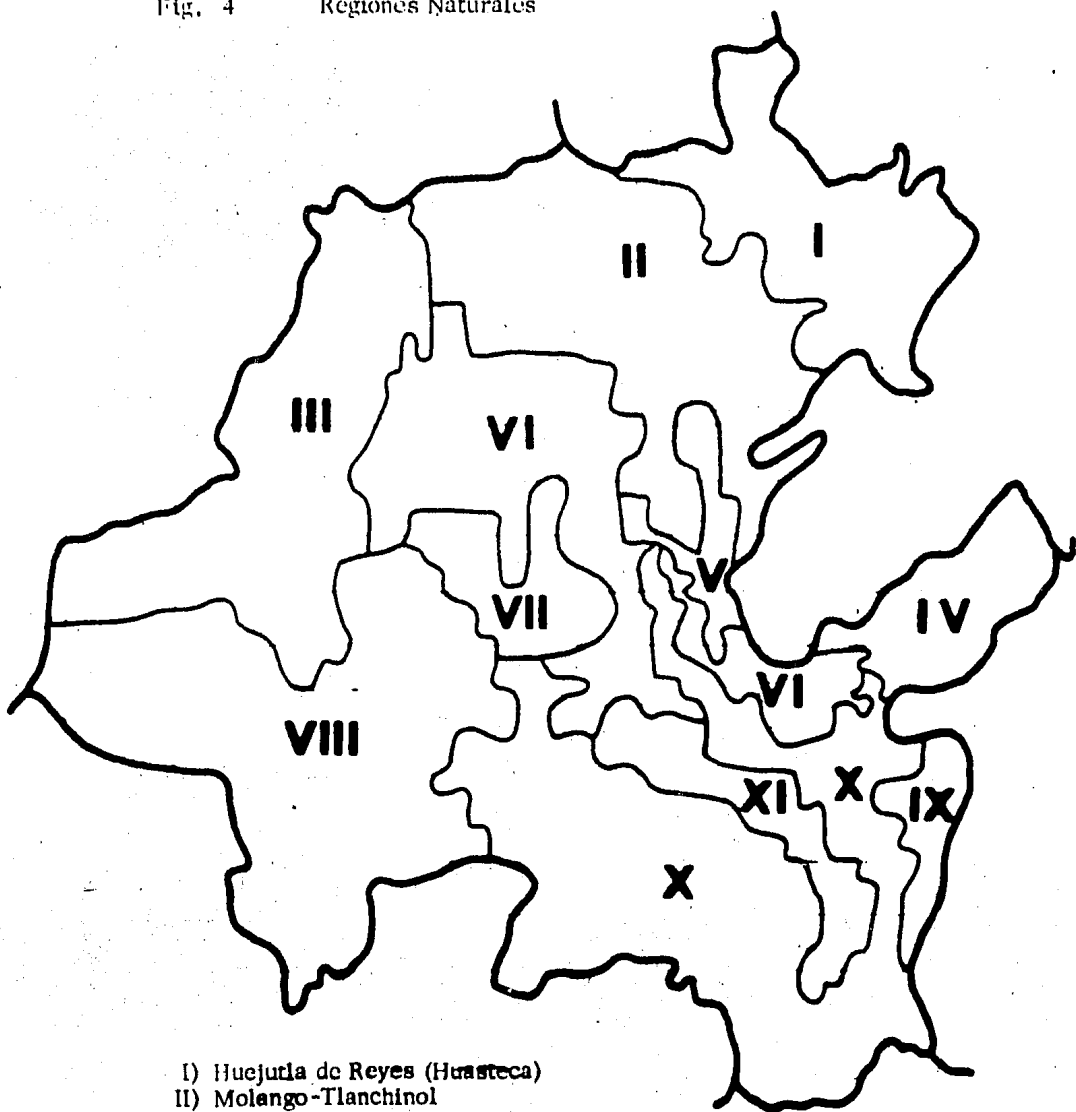 Fig. 4 Regiones Naturales
I
II
III
VI
V
VII
IV
VI
VIII
X
XI
IX
X
I) Huejutla de Reyes (Huasteca)
II) Molango-Tlanchinol